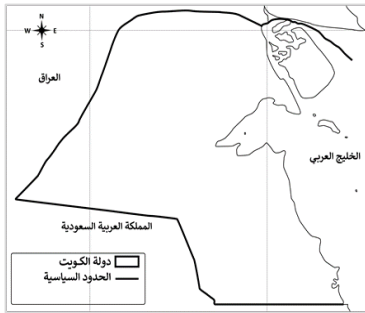 N
W E
S
العراق
الخليج العربي
المملكة العربية السعودية
دولة الكويت
الحدود السياسية